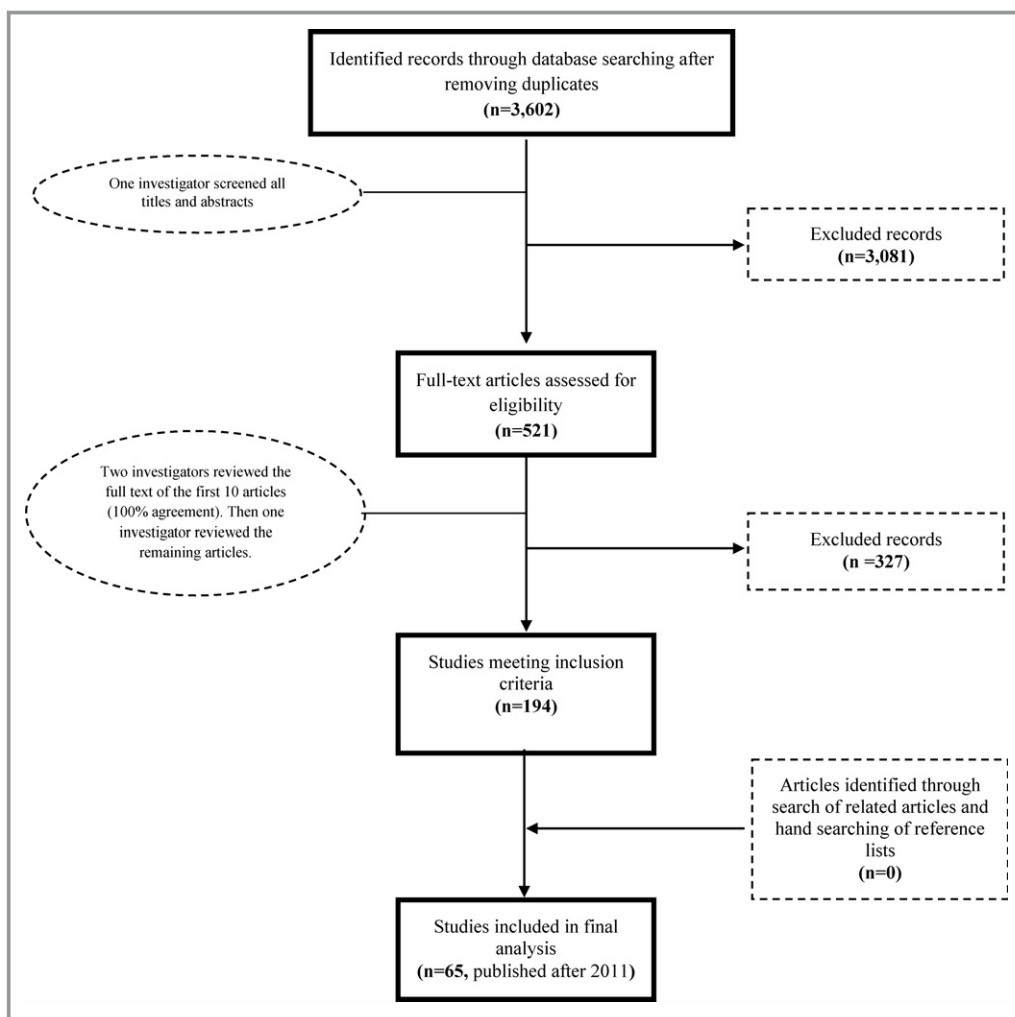 Identified records through database searching after
removing duplicates
(n=3,602)
One investigator screened all
titles and abstracts
Excluded records
(n=3,081)
Full-text articles assessed for
eligibility
(n=521)
Two investigators reviewed the
full text of the first 10 articles
(100% agreement). Then one
investigator reviewed the
remaining articles.
Excluded records
(n =327)
Studies meeting inclusion
criteria
(n=194)
Articles identified through
search of related articles and
hand searching of reference
lists
(n=0)
Studies included in final
analysis
(n=65, published after 2011)